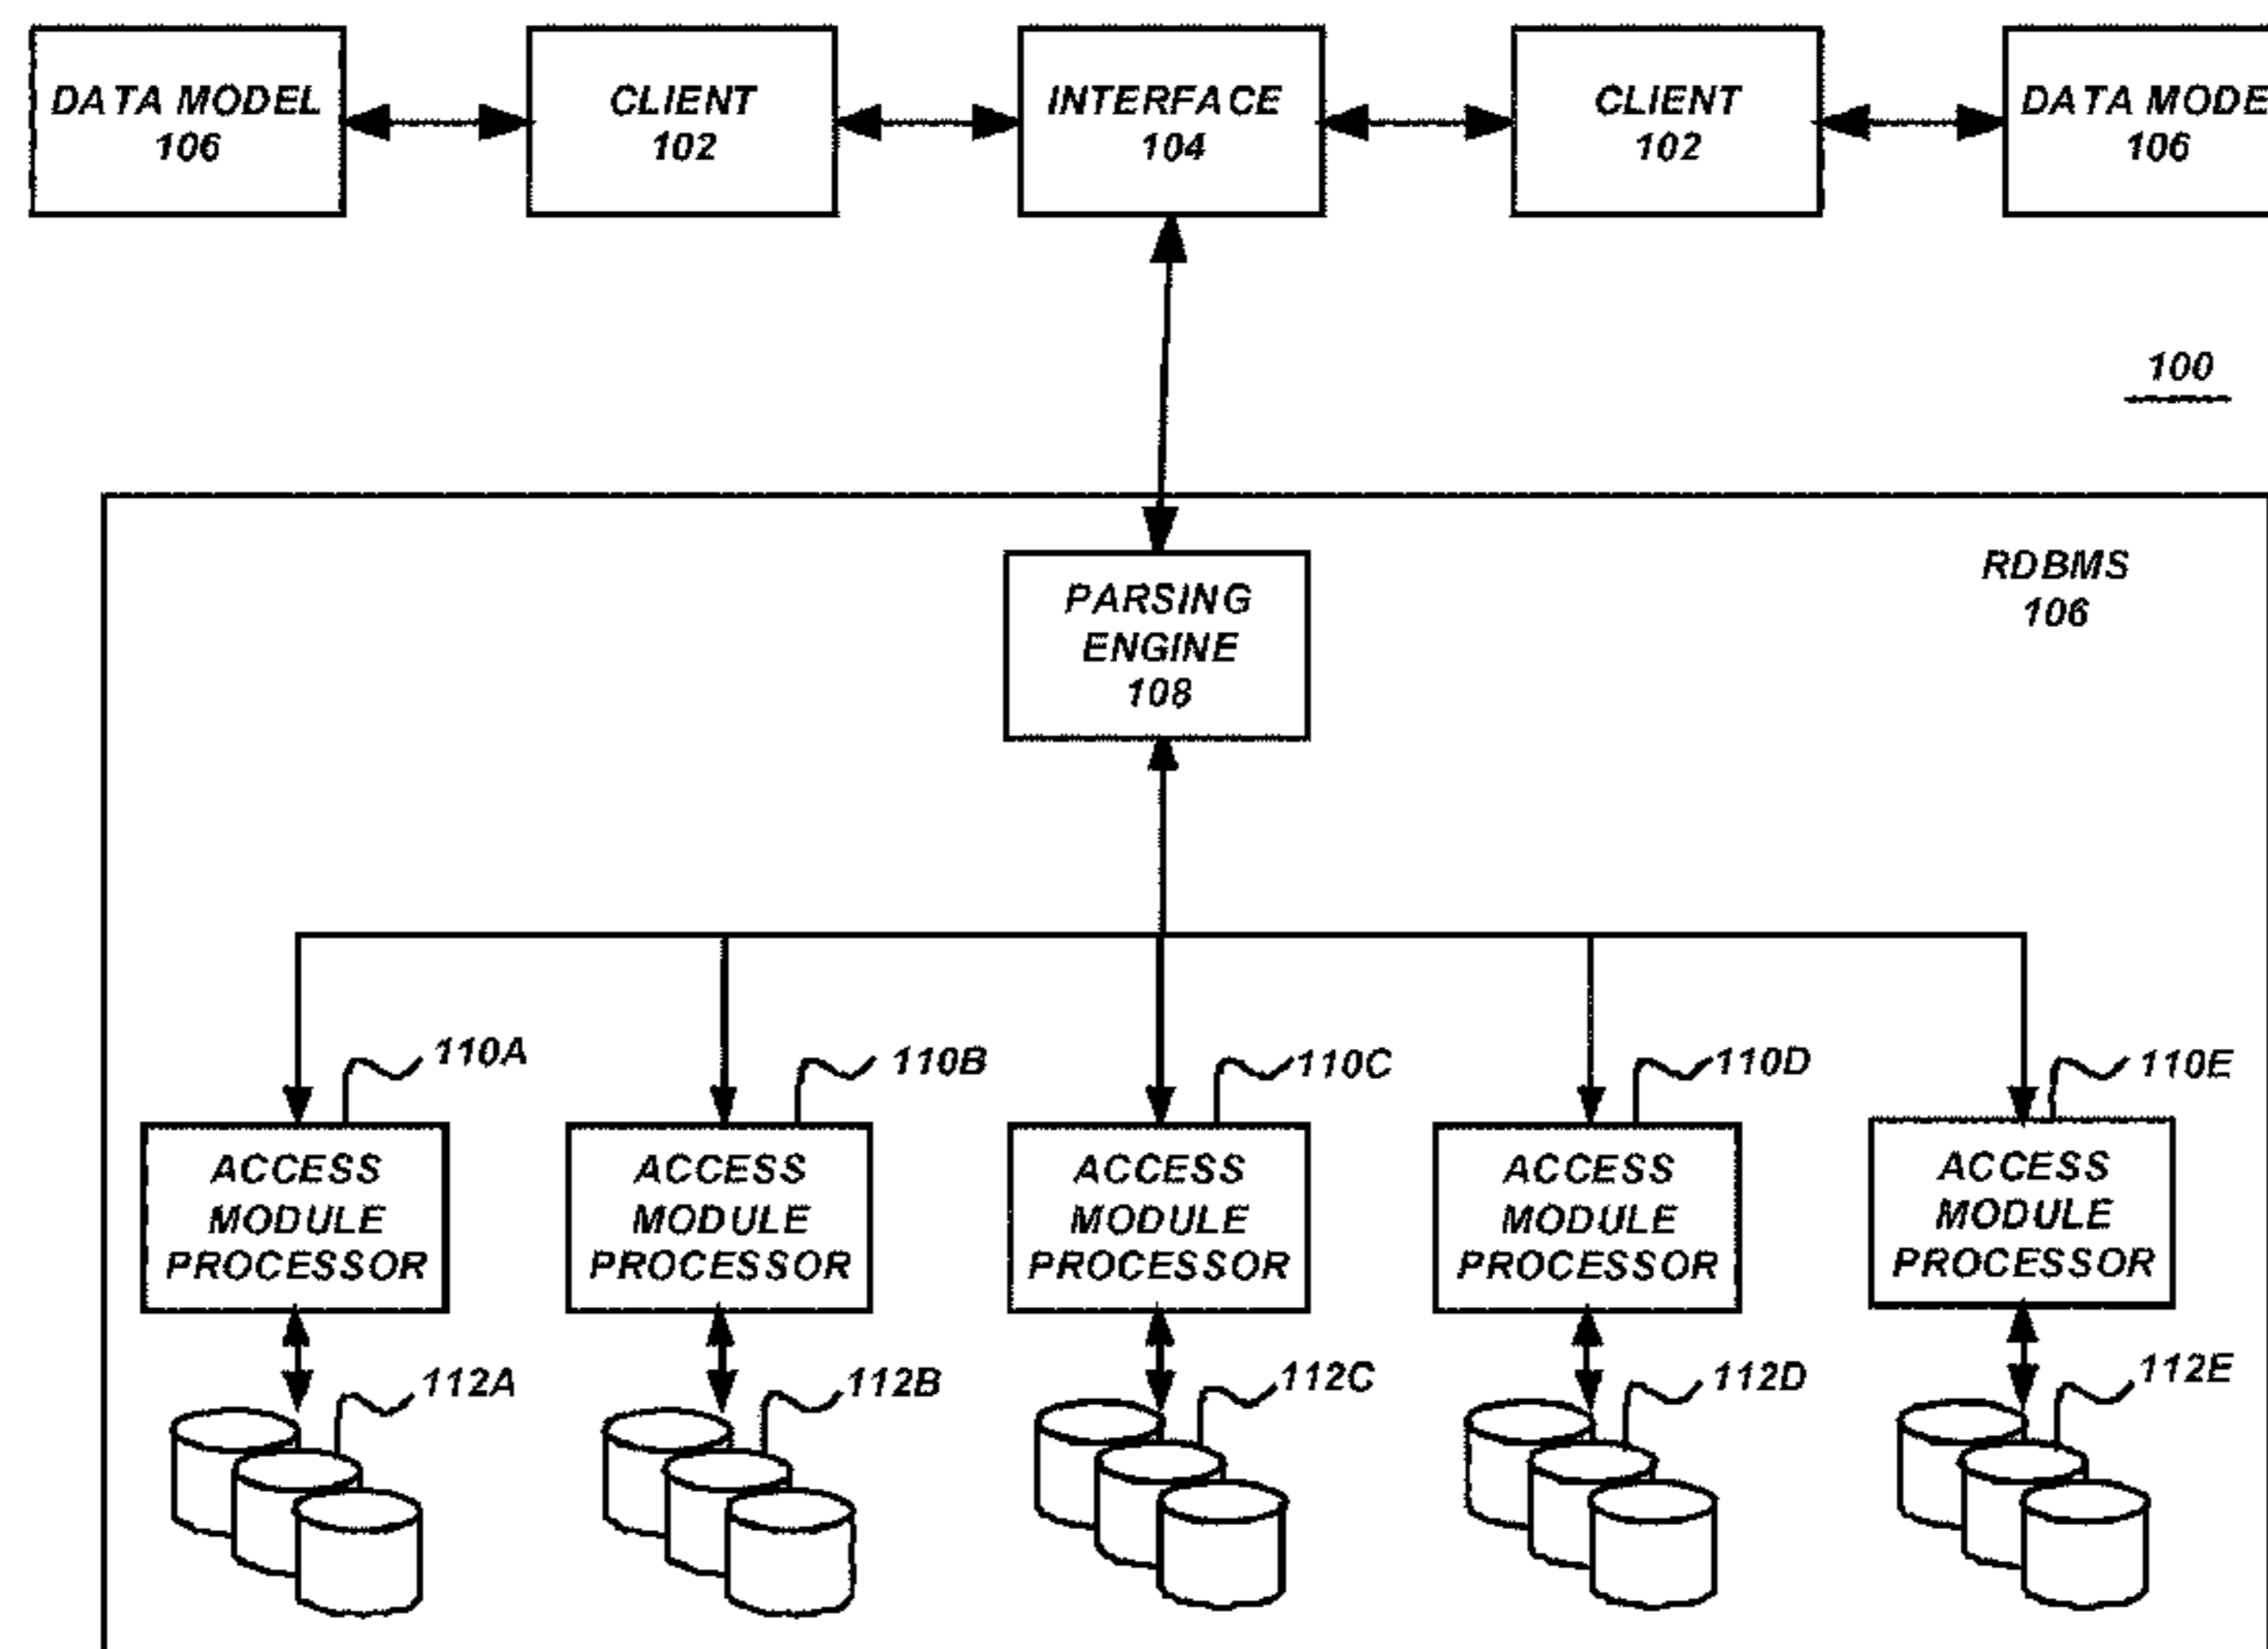 DATA MODEL
106
CLIENT
102
INTERFACE
104
CLIENT
102
DATA MODE
106
100
RDBMS
106
PARSING
ENGINE
108
110A
110B
110C
110D
110E
ACCESS
MODULE
PROCESSOR
ACCESS
MODULE
PROCESSOR
ACCESS
MODULE
PROCESSOR
ACCESS
MODULE
PROCESSOR
ACCESS
MODULE
PROCESSOR
112A
112B
112C
112D
112E